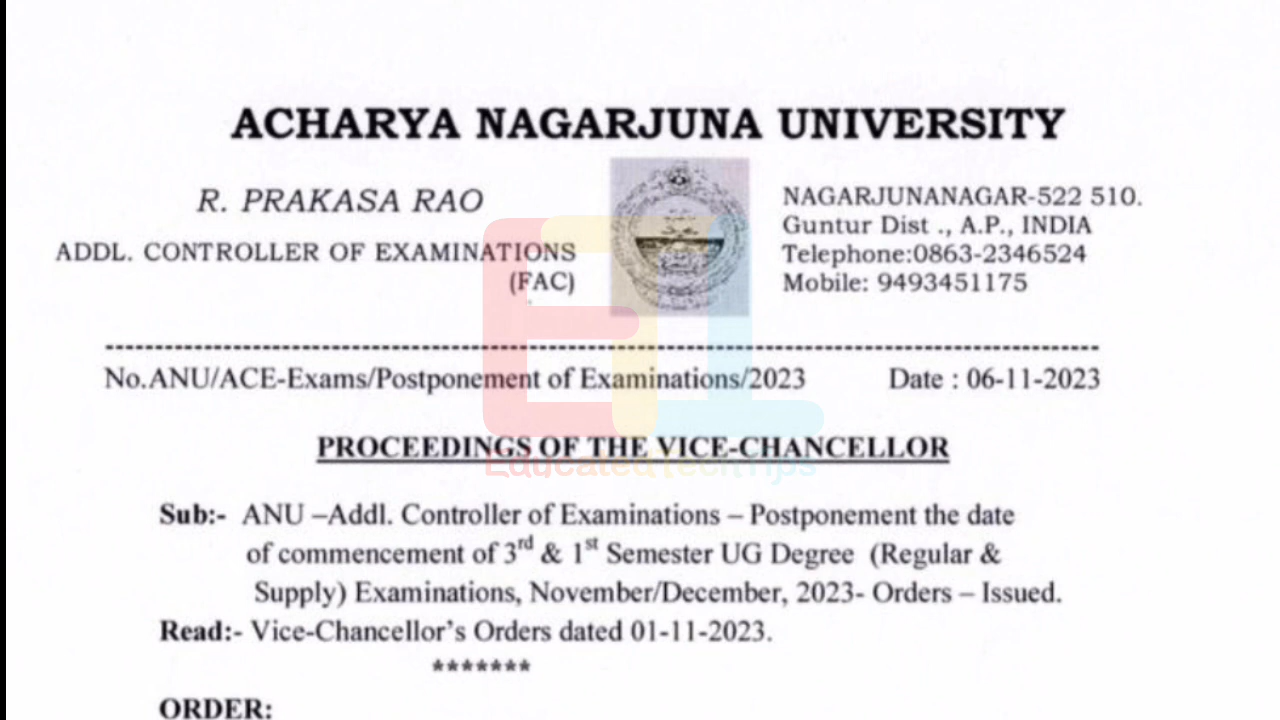 ACHARYA NAGARJUNA UNIVERSITY
R. PRAKASA RAO
ADDL. CONTROLLER OF EXAMINATIONS
(FAC)
NAGARJUNANAGAR-522 510.
Guntur Dist ., A.P., INDIA
Telephone:0863-2346524
Mobile: 9493451175
No.ANU/ACE-Exams/Postponement of Examinations/2023 Date : 06-11-2023
PROCEEDINGS OF THE VICE-CHANCELLOR
EducatedTechTips
Sub:- ANU –Addl. Controller of Examinations – Postponement the date
of commencement of 3rd & 1st Semester UG Degree (Regular &
Supply) Examinations, November/December, 2023- Orders – Issued.
Read:- Vice-Chancellor's Orders dated 01-11-2023.
*******
ORDER: